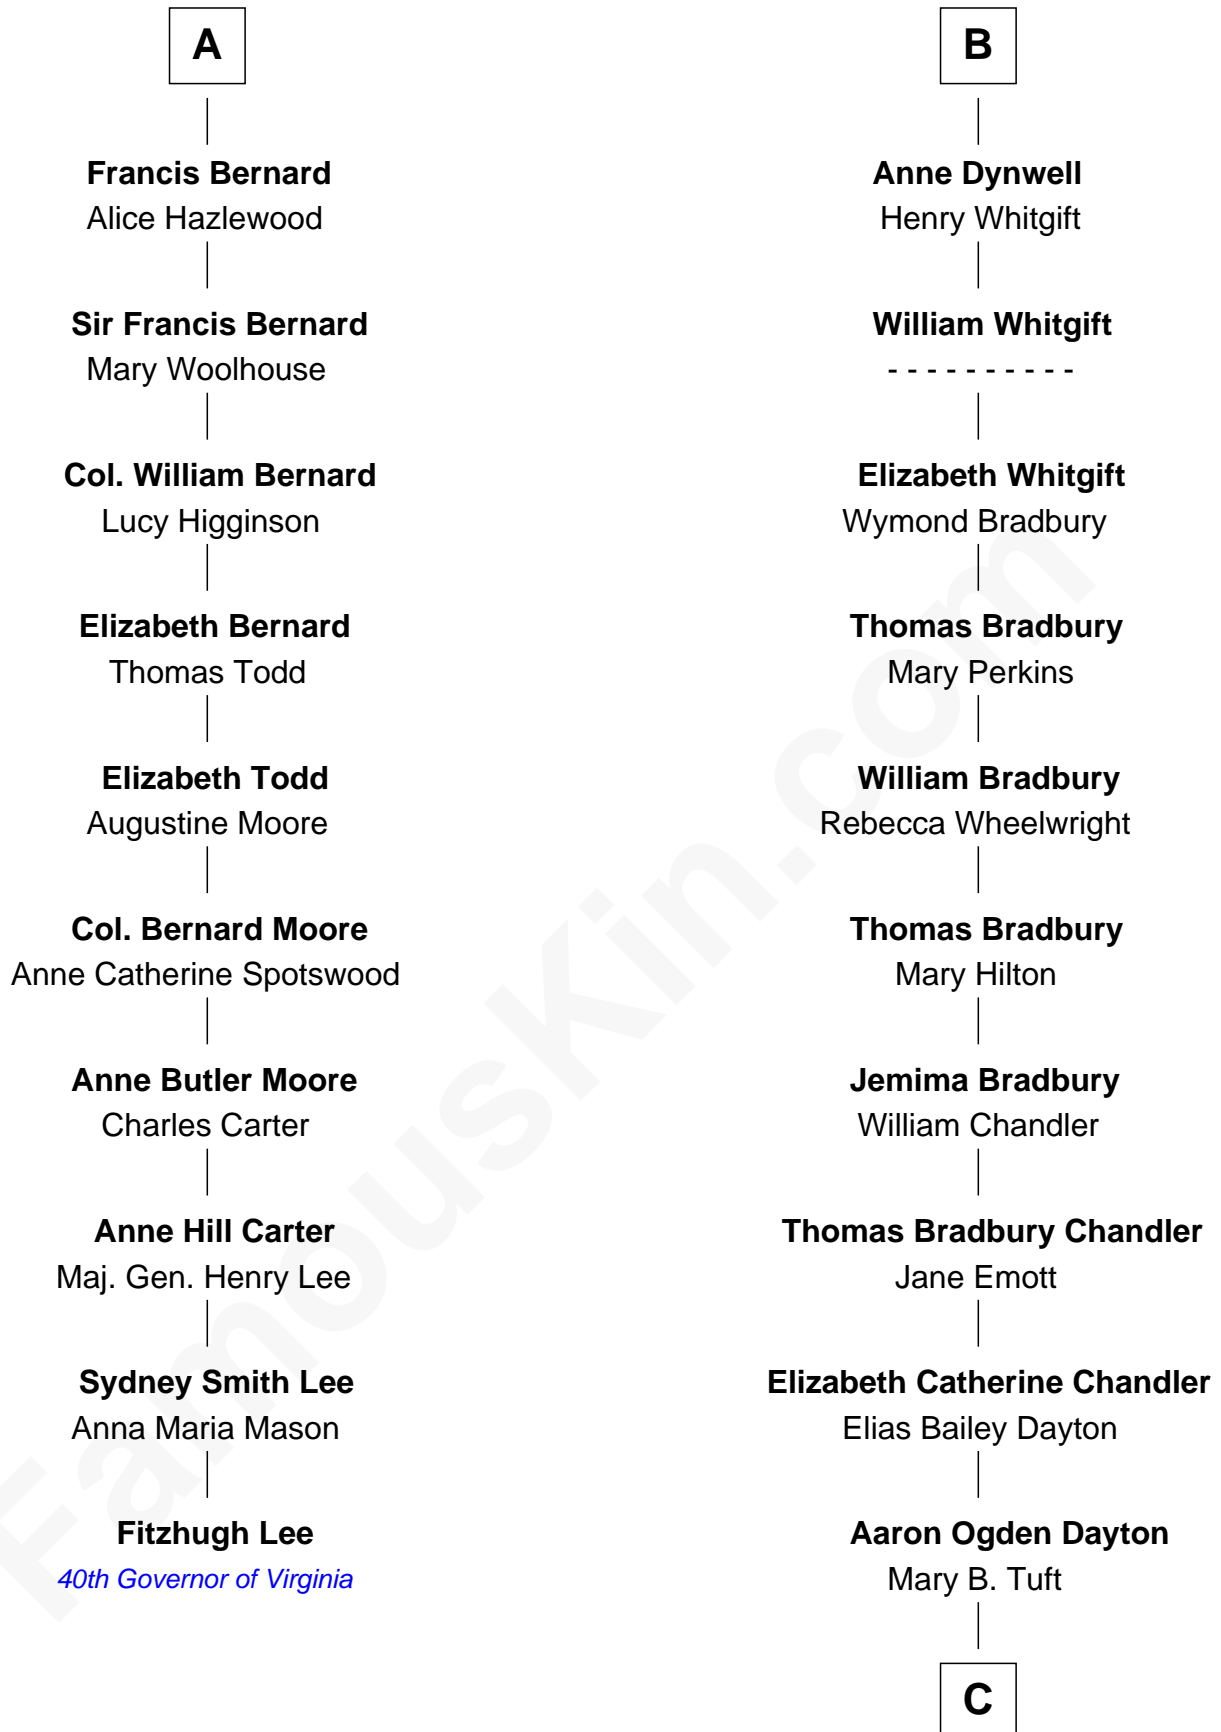 A
Francis Bernard
Alice Hazlewood
Sir Francis Bernard
Mary Woolhouse
Col. William Bernard
Lucy Higginson
Elizabeth Bernard
Thomas Todd
Elizabeth Todd
Augustine Moore
Col. Bernard Moore
Anne Catherine Spotswood
Anne Butler Moore
Charles Carter
Anne Hill Carter
Maj. Gen. Henry Lee
Sydney Smith Lee
Anna Maria Mason
Fitzhugh Lee
40th Governor of Virginia
B
Anne Dynwell
Henry Whitgift
William Whitgift
- - - - - - - - - -
Elizabeth Whitgift
Wymond Bradbury
Thomas Bradbury
Mary Perkins
William Bradbury
Rebecca Wheelwright
Thomas Bradbury
Mary Hilton
Jemima Bradbury
William Chandler
Thomas Bradbury Chandler
Jane Emott
Elizabeth Catherine Chandler
Elias Bailey Dayton
Aaron Ogden Dayton
Mary B. Tuft
C
FamousKin.com